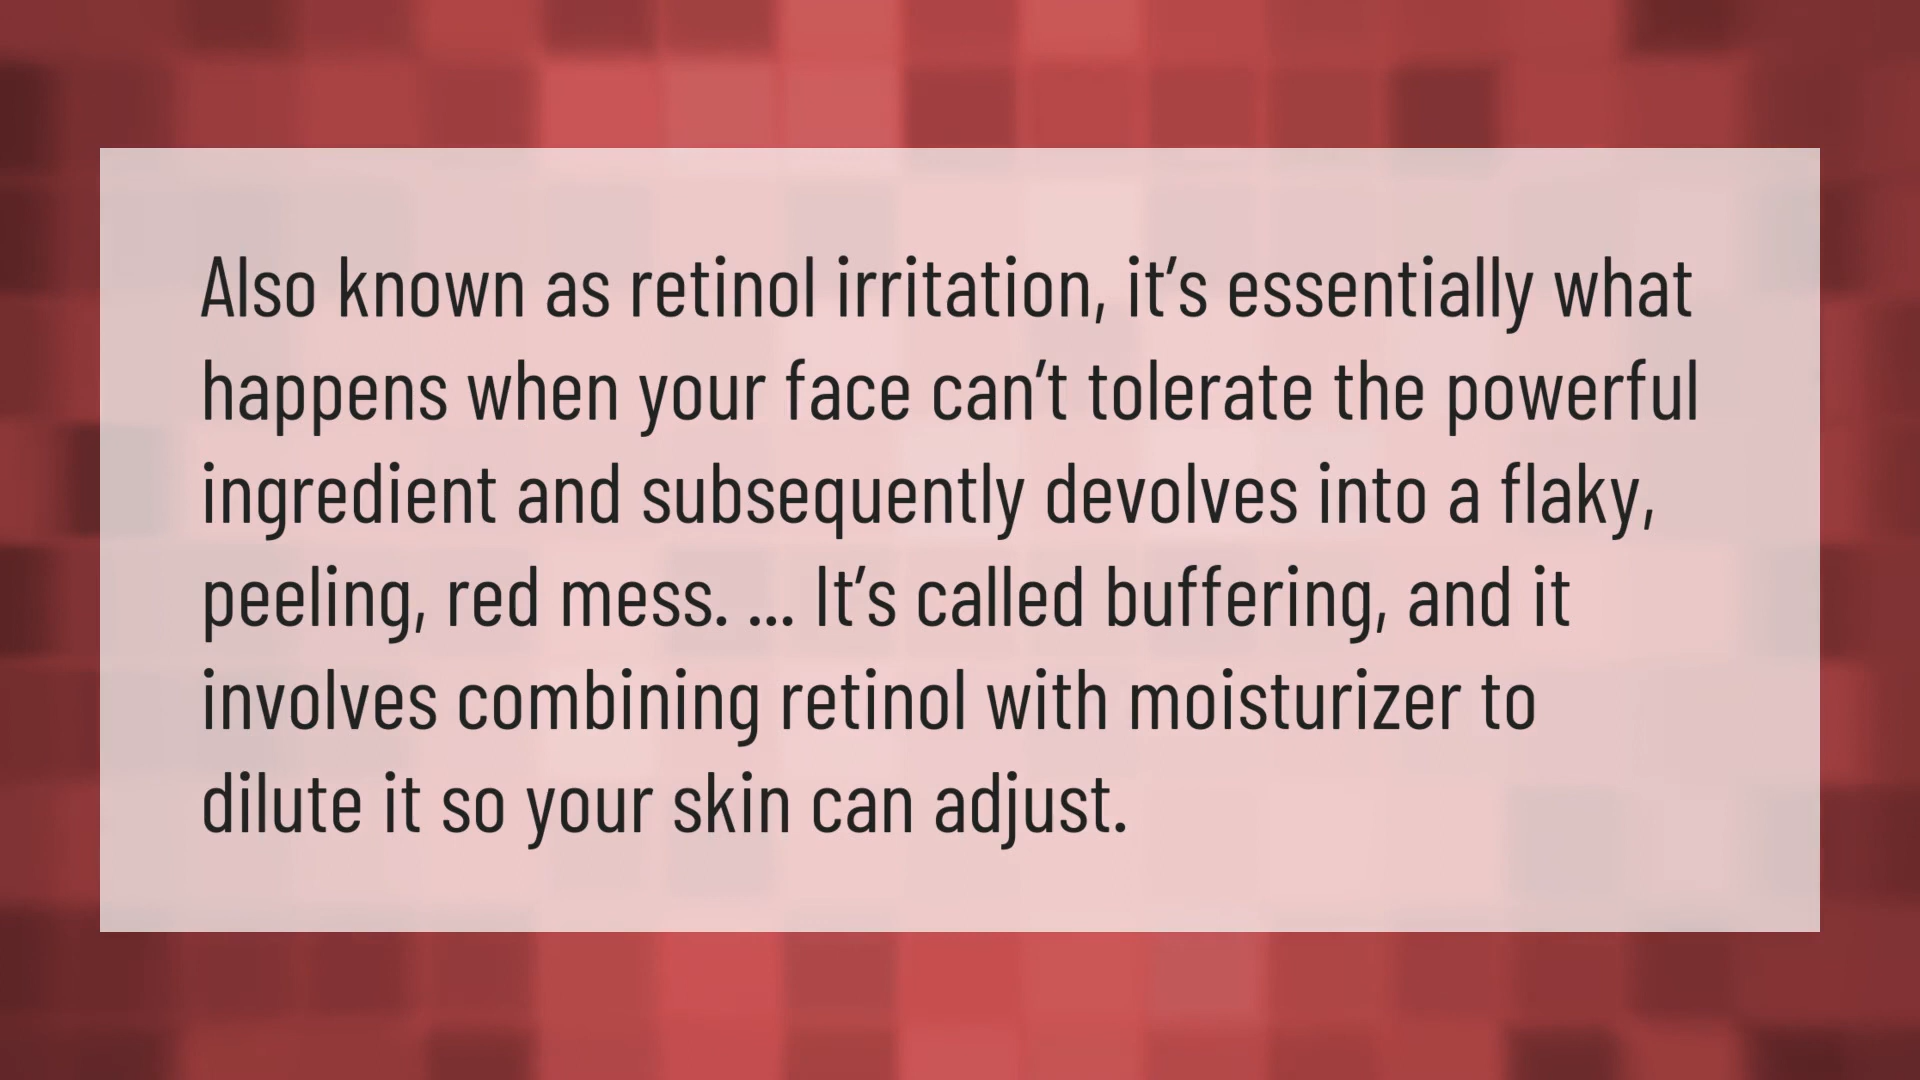 Also known as retinol irritation, it’s essentially what
happens when your face can’t tolerate the powerful
ingredient and subsequently devolves into a flaky,
peeling, red mess. ... It’s called buffering, and it
involves combining retinol with moisturizer to
dilute it so your skin can adjust.